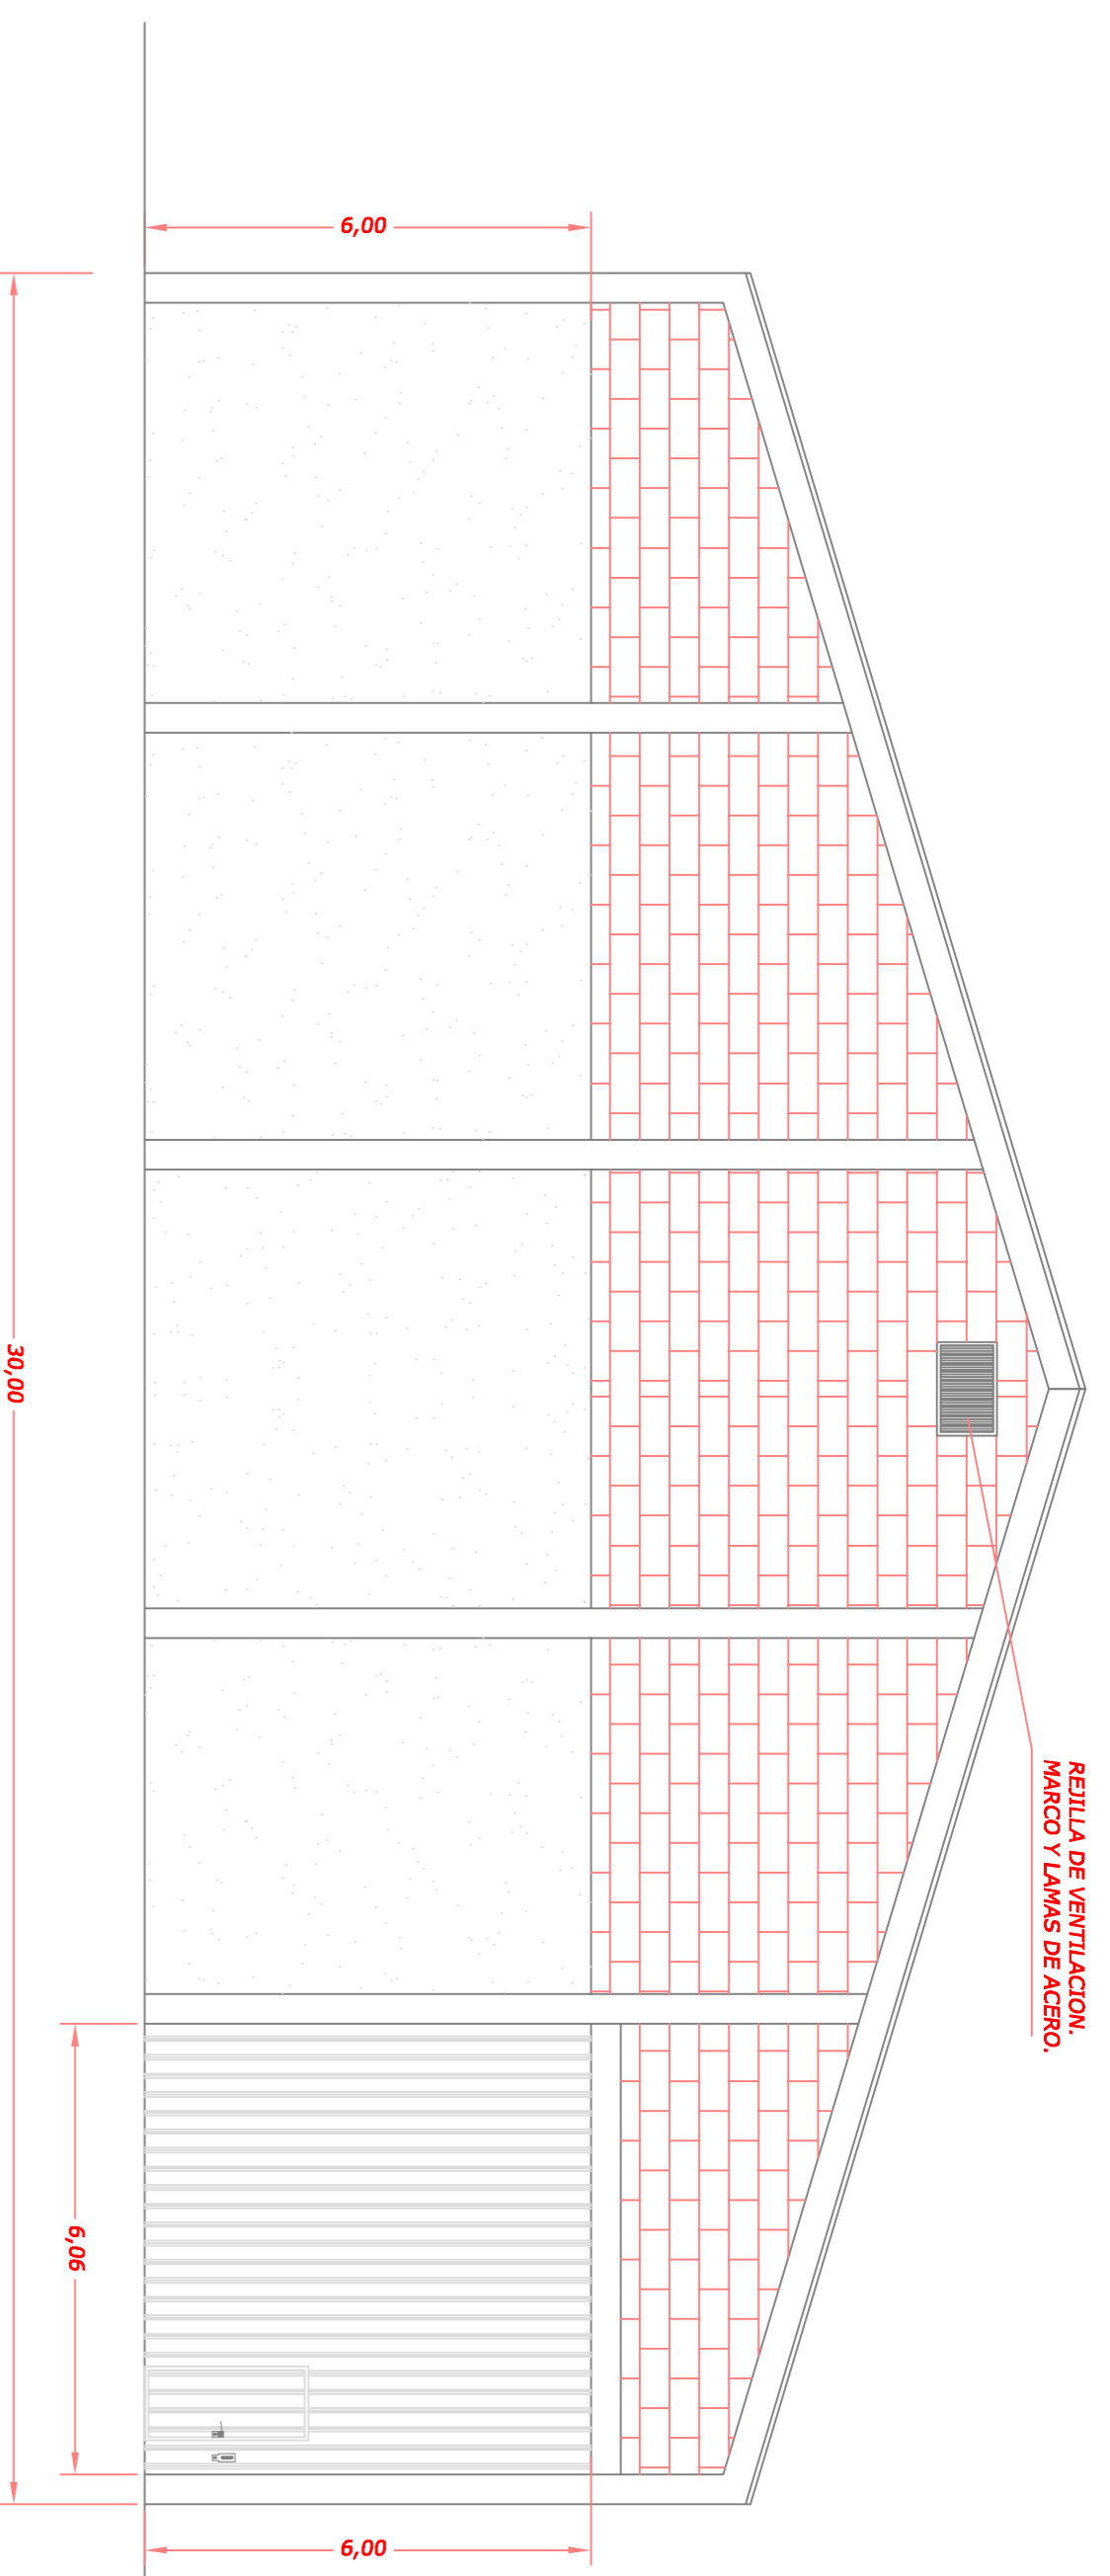 REJILLA DE VENTILACION.
MARCO Y LAMAS DE ACERO.
6,00
6,00
6,06
30,00